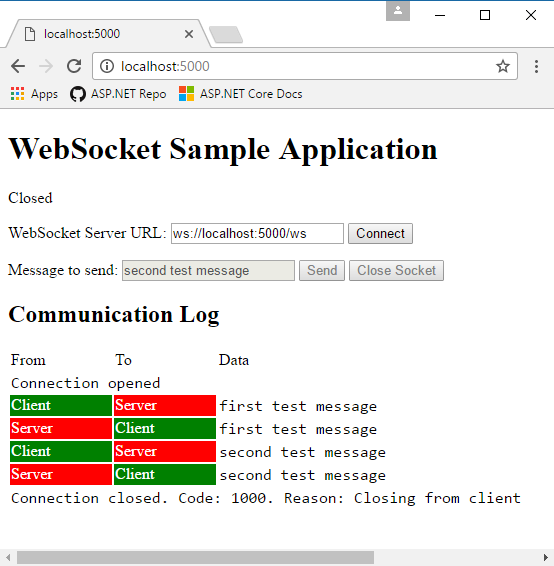 localhost:5000
localhost:5000
Apps ASP.NET Repo ASP.NET Core Docs
WebSocket Sample Application
Closed
WebSocket Server URL: ws://localhost:5000/ws Connect
Message to send: second test message Send Close Socket
Communication Log
From To Data
Connection opened
Client Server first test message
Server Client first test message
Client Server second test message
Server Client second test message
Connection closed. Code: 1000. Reason: Closing from client